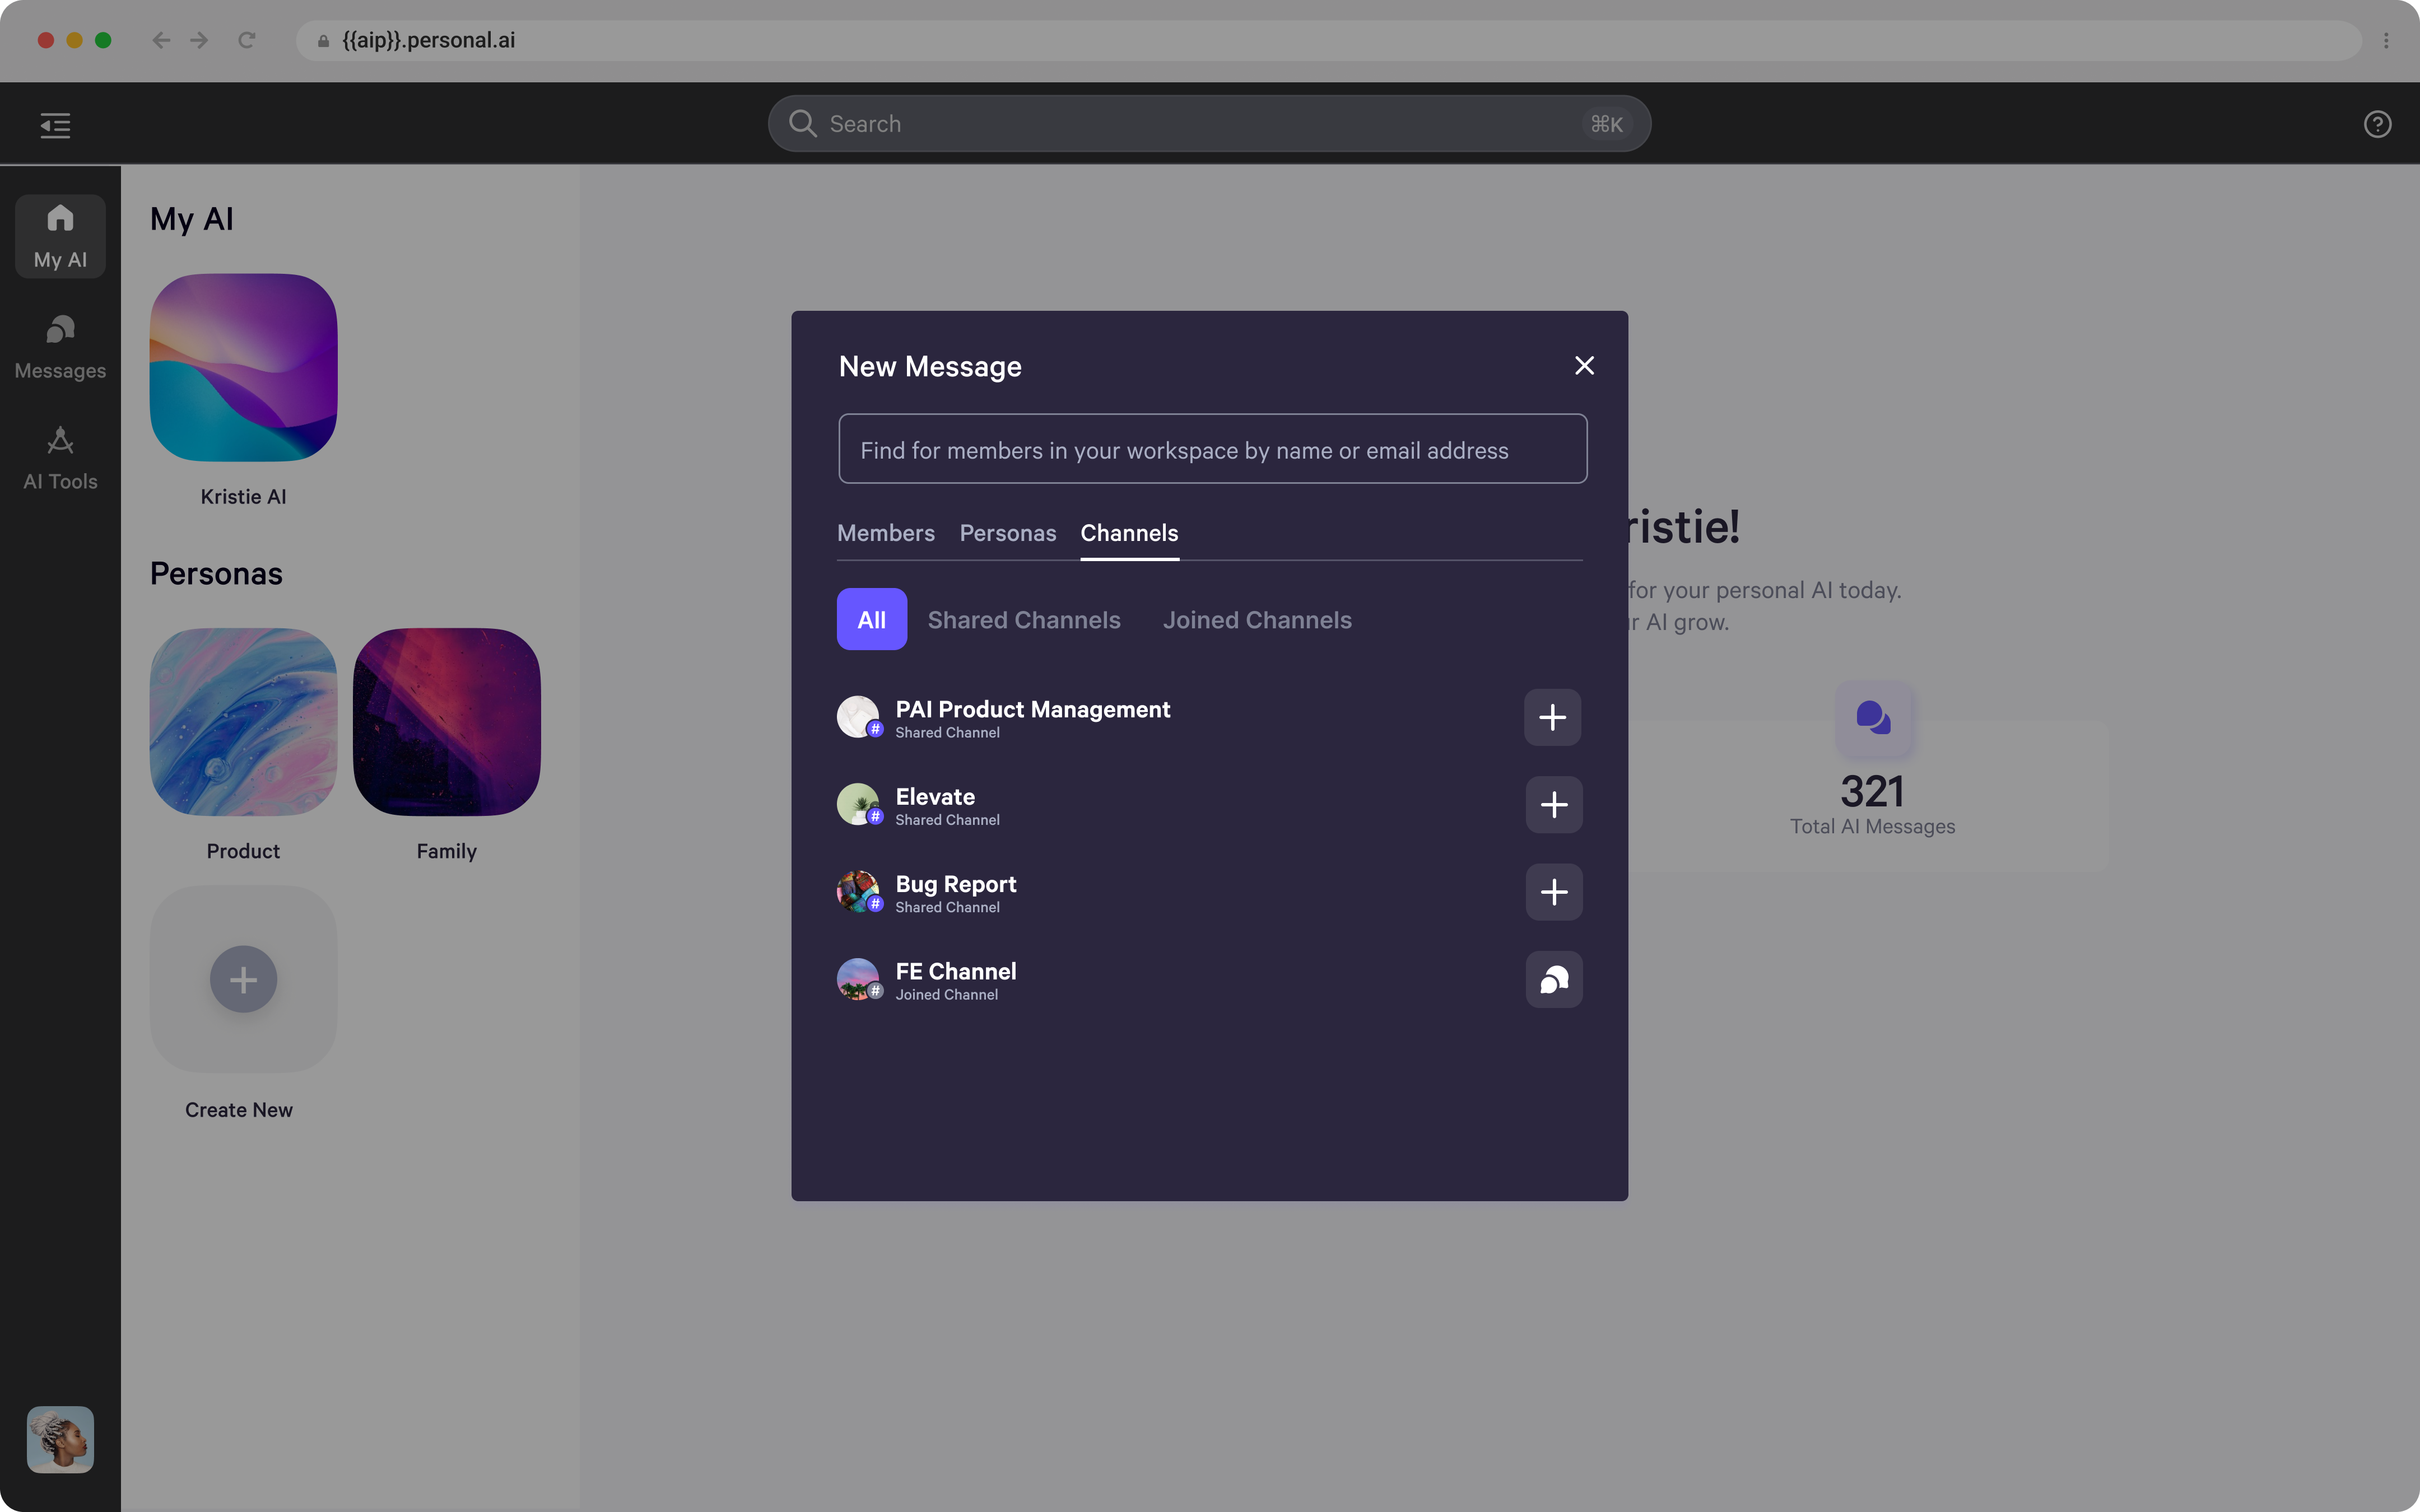 {{aip}}.personal.ai
Search
⌘K
My AI
Messages
AI Tools
My AI
Kristie AI
Personas
Product
Family
Create New
New Message
Find for members in your workspace by name or email address
Members Personas Channels
All Shared Channels Joined Channels
PAI Product Management
Shared Channel
Elevate
Shared Channel
Bug Report
Shared Channel
FE Channel
Joined Channel
ristie!
for your personal AI today.
r AI grow.
321
Total AI Messages